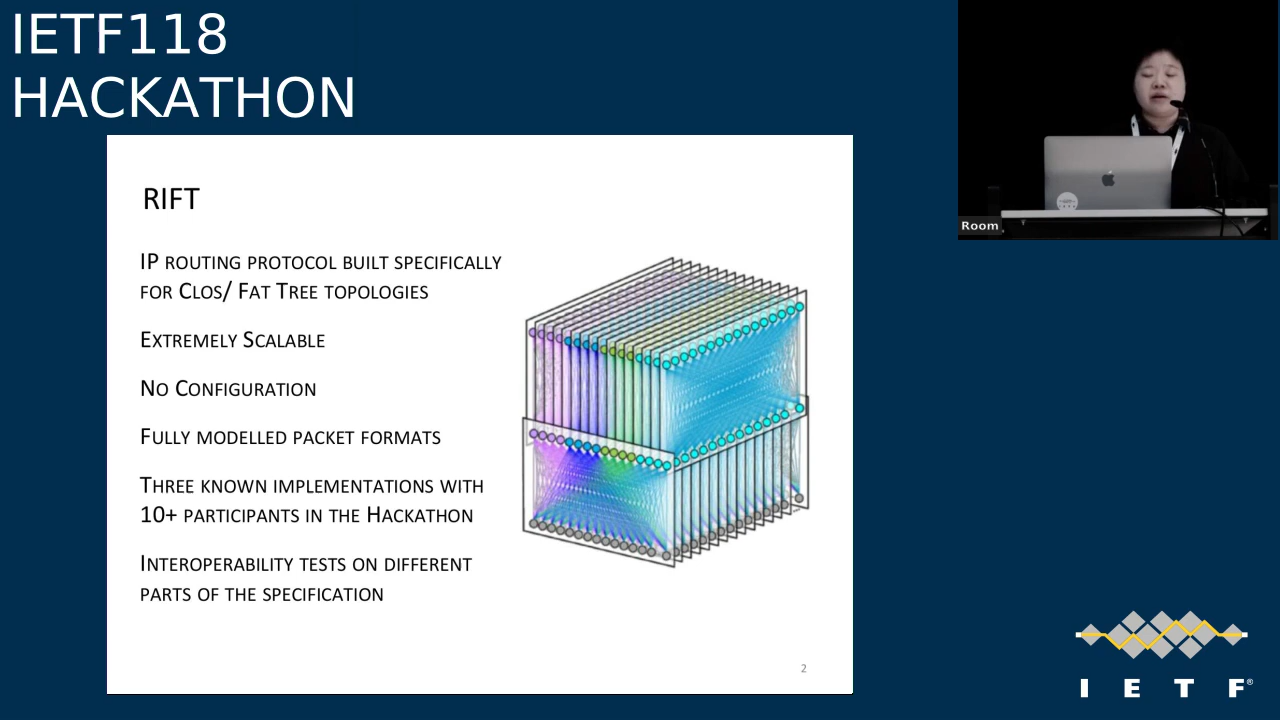 IETF118
HACKATHON
RIFT
IP ROUTING PROTOCOL BUILT SPECIFICALLY
FOR CLOS/ FAT TREE TOPOLOGIES
EXTREMELY SCALABLE
NO CONFIGURATION
FULLY MODELLED PACKET FORMATS
THREE KNOWN IMPLEMENTATIONS WITH
10+ PARTICIPANTS IN THE HACKATHON
INTEROPERABILITY TESTS ON DIFFERENT
PARTS OF THE SPECIFICATION
2
Room
I E T F®